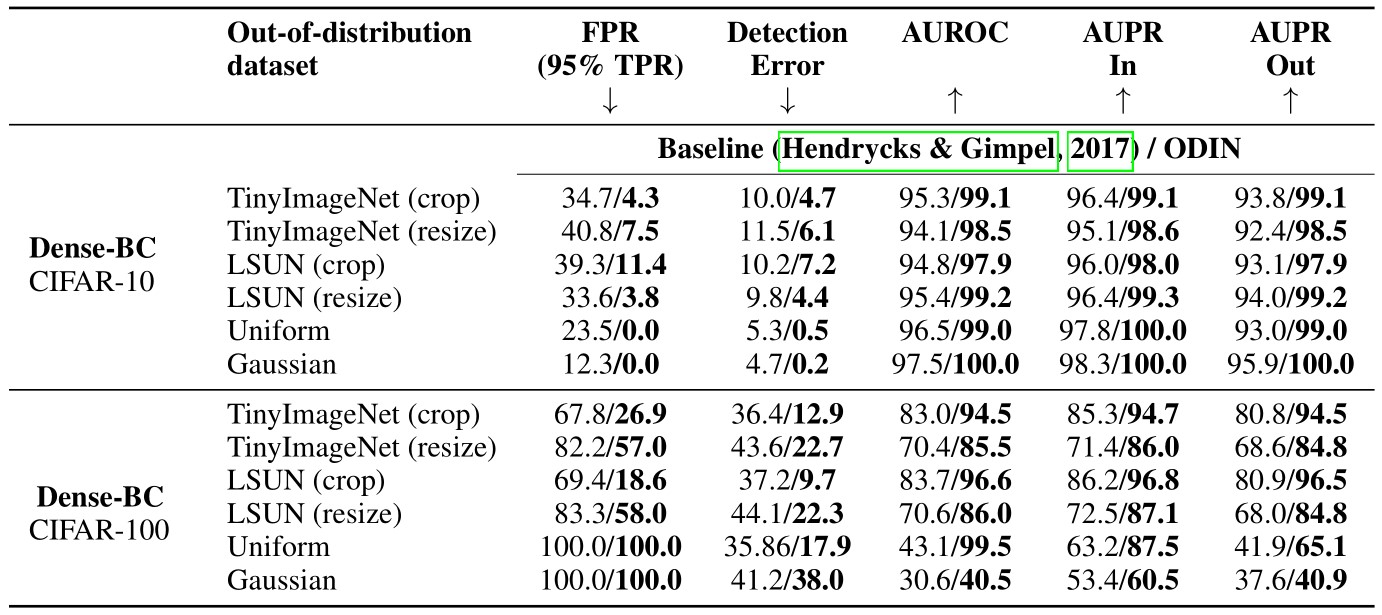 Out-of-distribution dataset FPR (95% TPR) ↓ Detection Error ↓ AUROC ↑ AUPR In ↑ AUPR Out ↑
Baseline (Hendrycks & Gimpel, 2017) / ODIN
Dense-BC CIFAR-10
TinyImageNet (crop) 34.7/4.3 10.0/4.7 95.3/99.1 96.4/99.1 93.8/99.1
TinyImageNet (resize) 40.8/7.5 11.5/6.1 94.1/98.5 95.1/98.6 92.4/98.5
LSUN (crop) 39.3/11.4 10.2/7.2 94.8/97.9 96.0/98.0 93.1/97.9
LSUN (resize) 33.6/3.8 9.8/4.4 95.4/99.2 96.4/99.3 94.0/99.2
Uniform 23.5/0.0 5.3/0.5 96.5/99.0 97.8/100.0 93.0/99.0
Gaussian 12.3/0.0 4.7/0.2 97.5/100.0 98.3/100.0 95.9/100.0
Dense-BC CIFAR-100
TinyImageNet (crop) 67.8/26.9 36.4/12.9 83.0/94.5 85.3/94.7 80.8/94.5
TinyImageNet (resize) 82.2/57.0 43.6/22.7 70.4/85.5 71.4/86.0 68.6/84.8
LSUN (crop) 69.4/18.6 37.2/9.7 83.7/96.6 86.2/96.8 80.9/96.5
LSUN (resize) 83.3/58.0 44.1/22.3 70.6/86.0 72.5/87.1 68.0/84.8
Uniform 100.0/100.0 35.86/17.9 43.1/99.5 63.2/87.5 41.9/65.1
Gaussian 100.0/100.0 41.2/38.0 30.6/40.5 53.4/60.5 37.6/40.9